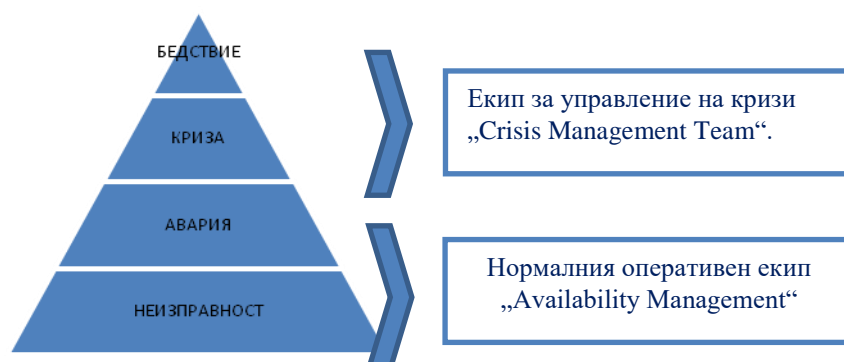 БЕДСТВИЕ
КРИЗА
АВАРИЯ
НЕИЗПРАВНОСТ
Екип за управление на кризи
„Crisis Management Team“.
Нормалния оперативен екип
„Availability Management“